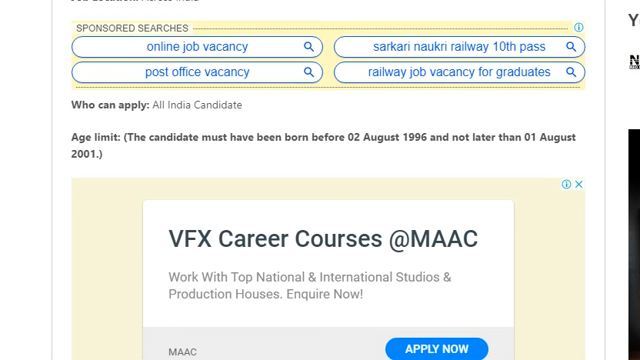 SPONSORED SEARCHES
online job vacancy
sarkari naukri railway 10th pass
post office vacancy
railway job vacancy for graduates
Who can apply: All India Candidate
Age limit: (The candidate must have been born before 02 August 1996 and not later than 01 August
2001.)
VFX Career Courses @MAAC
Work With Top National & International Studios &
Production Houses. Enquire Now!
MAAC
APPLY NOW